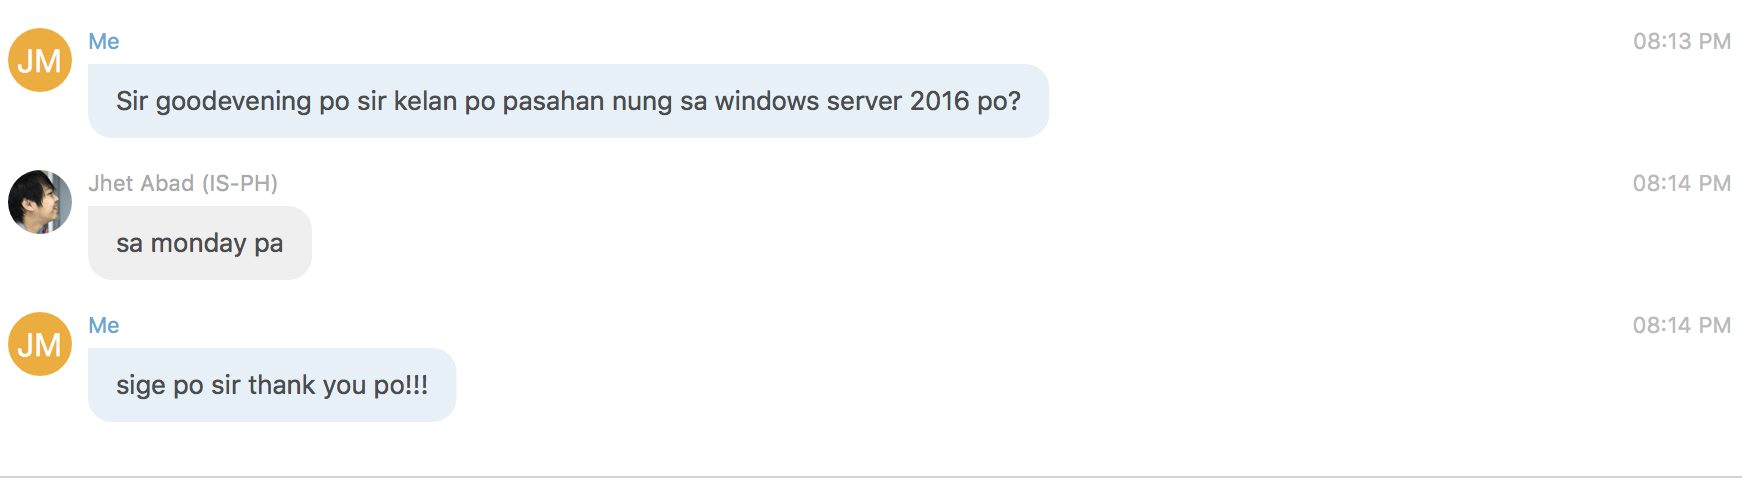 JM
Me
08:13 PM
Sir goodevening po sir kelan po pasahan nung sa windows server 2016 po?
Jhet Abad (IS-PH)
08:14 PM
sa monday pa
JM
Me
08:14 PM
sige po sir thank you po!!!